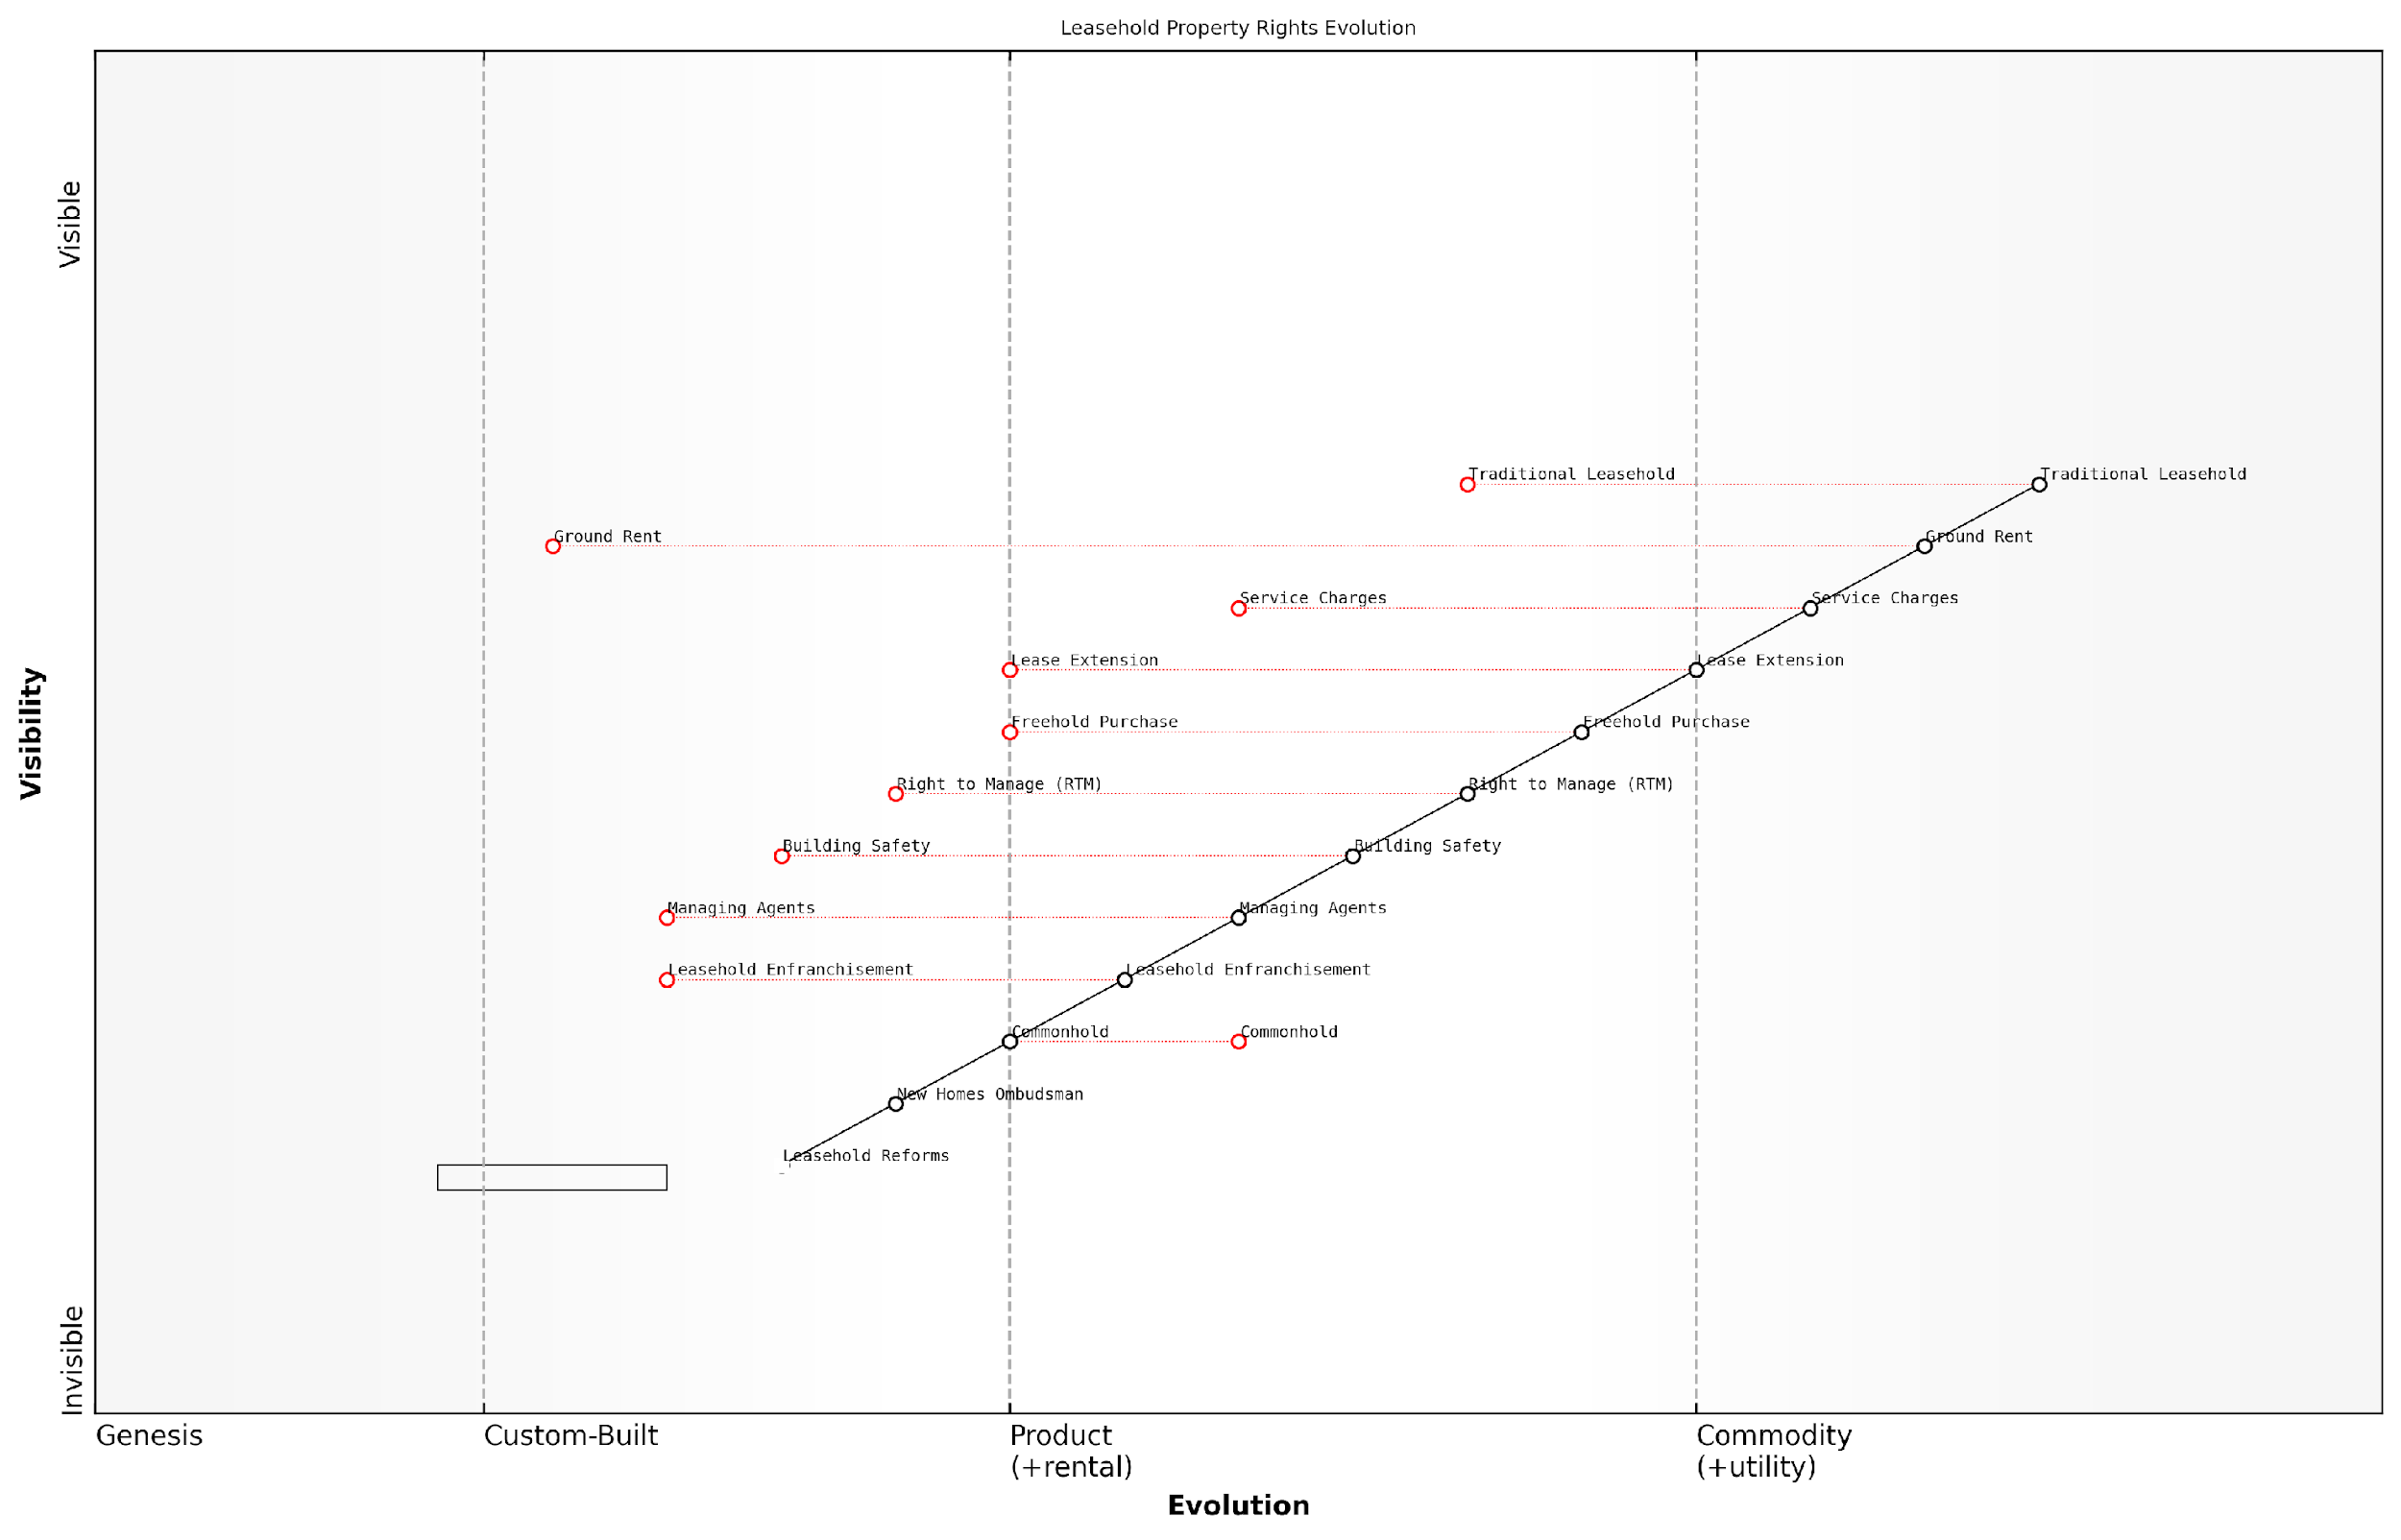 Leasehold Property Rights Evolution
Visible
Traditional Leasehold
Traditional Leasehold
Ground Rent
Ground Rent
Service Charges
Service Charges
Lease Extension
Lease Extension
Freehold Purchase
Freehold Purchase
Right to Manage (RTM)
Right to Manage (RTM)
Visibility
Building Safety
Building Safety
Managing Agents
Managing Agents
Leasehold Enfranchisement
Leasehold Enfranchisement
Commonhold
Commonhold
New Homes Ombudsman
Leasehold Reforms
Invisible
Genesis
Custom-Built
Product
(+rental)
Commodity
(+utility)
Evolution